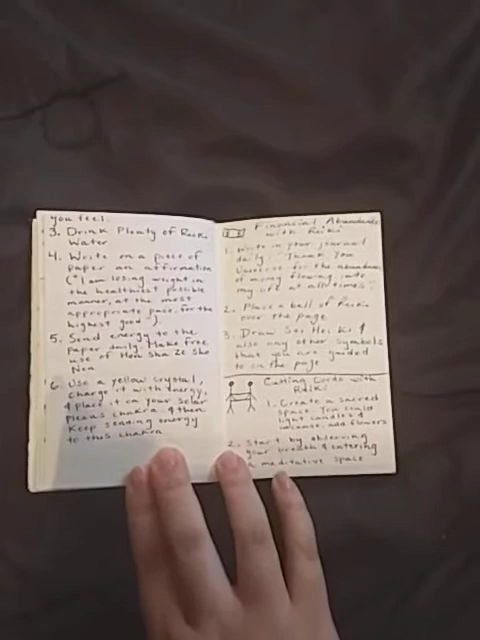 you feel.
3. Drink Plenty of Reiki
Water
4. Write on a piece of
paper an affirmation
("I am losing weight, in
the healthiest possible
manner, at the most
appropriate pace, for the
highest good").
5. Send energy to the
paper daily. Make free
use of Hon Sha Ze Sho
Nen
6. Use a yellow crystal,
charge it with energy,
& place it on your solar
plexus chakra & then
keep sending energy
to this chakra
Financial Abundance
with Reiki
1. Write in your journal
daily: "Thank You
Universe for the abundance
of money flowing into
my life at all times".
2. Place a ball of Reiki
over the page
3. Draw Sei Hei Ki &
also any other symbols
that you are guided
to on the page
Cutting Cords with
Reiki
1. Create a sacred
space. You could
light candles &
incense, add flowers
2. Start by observing
your breath & entering
a meditative space